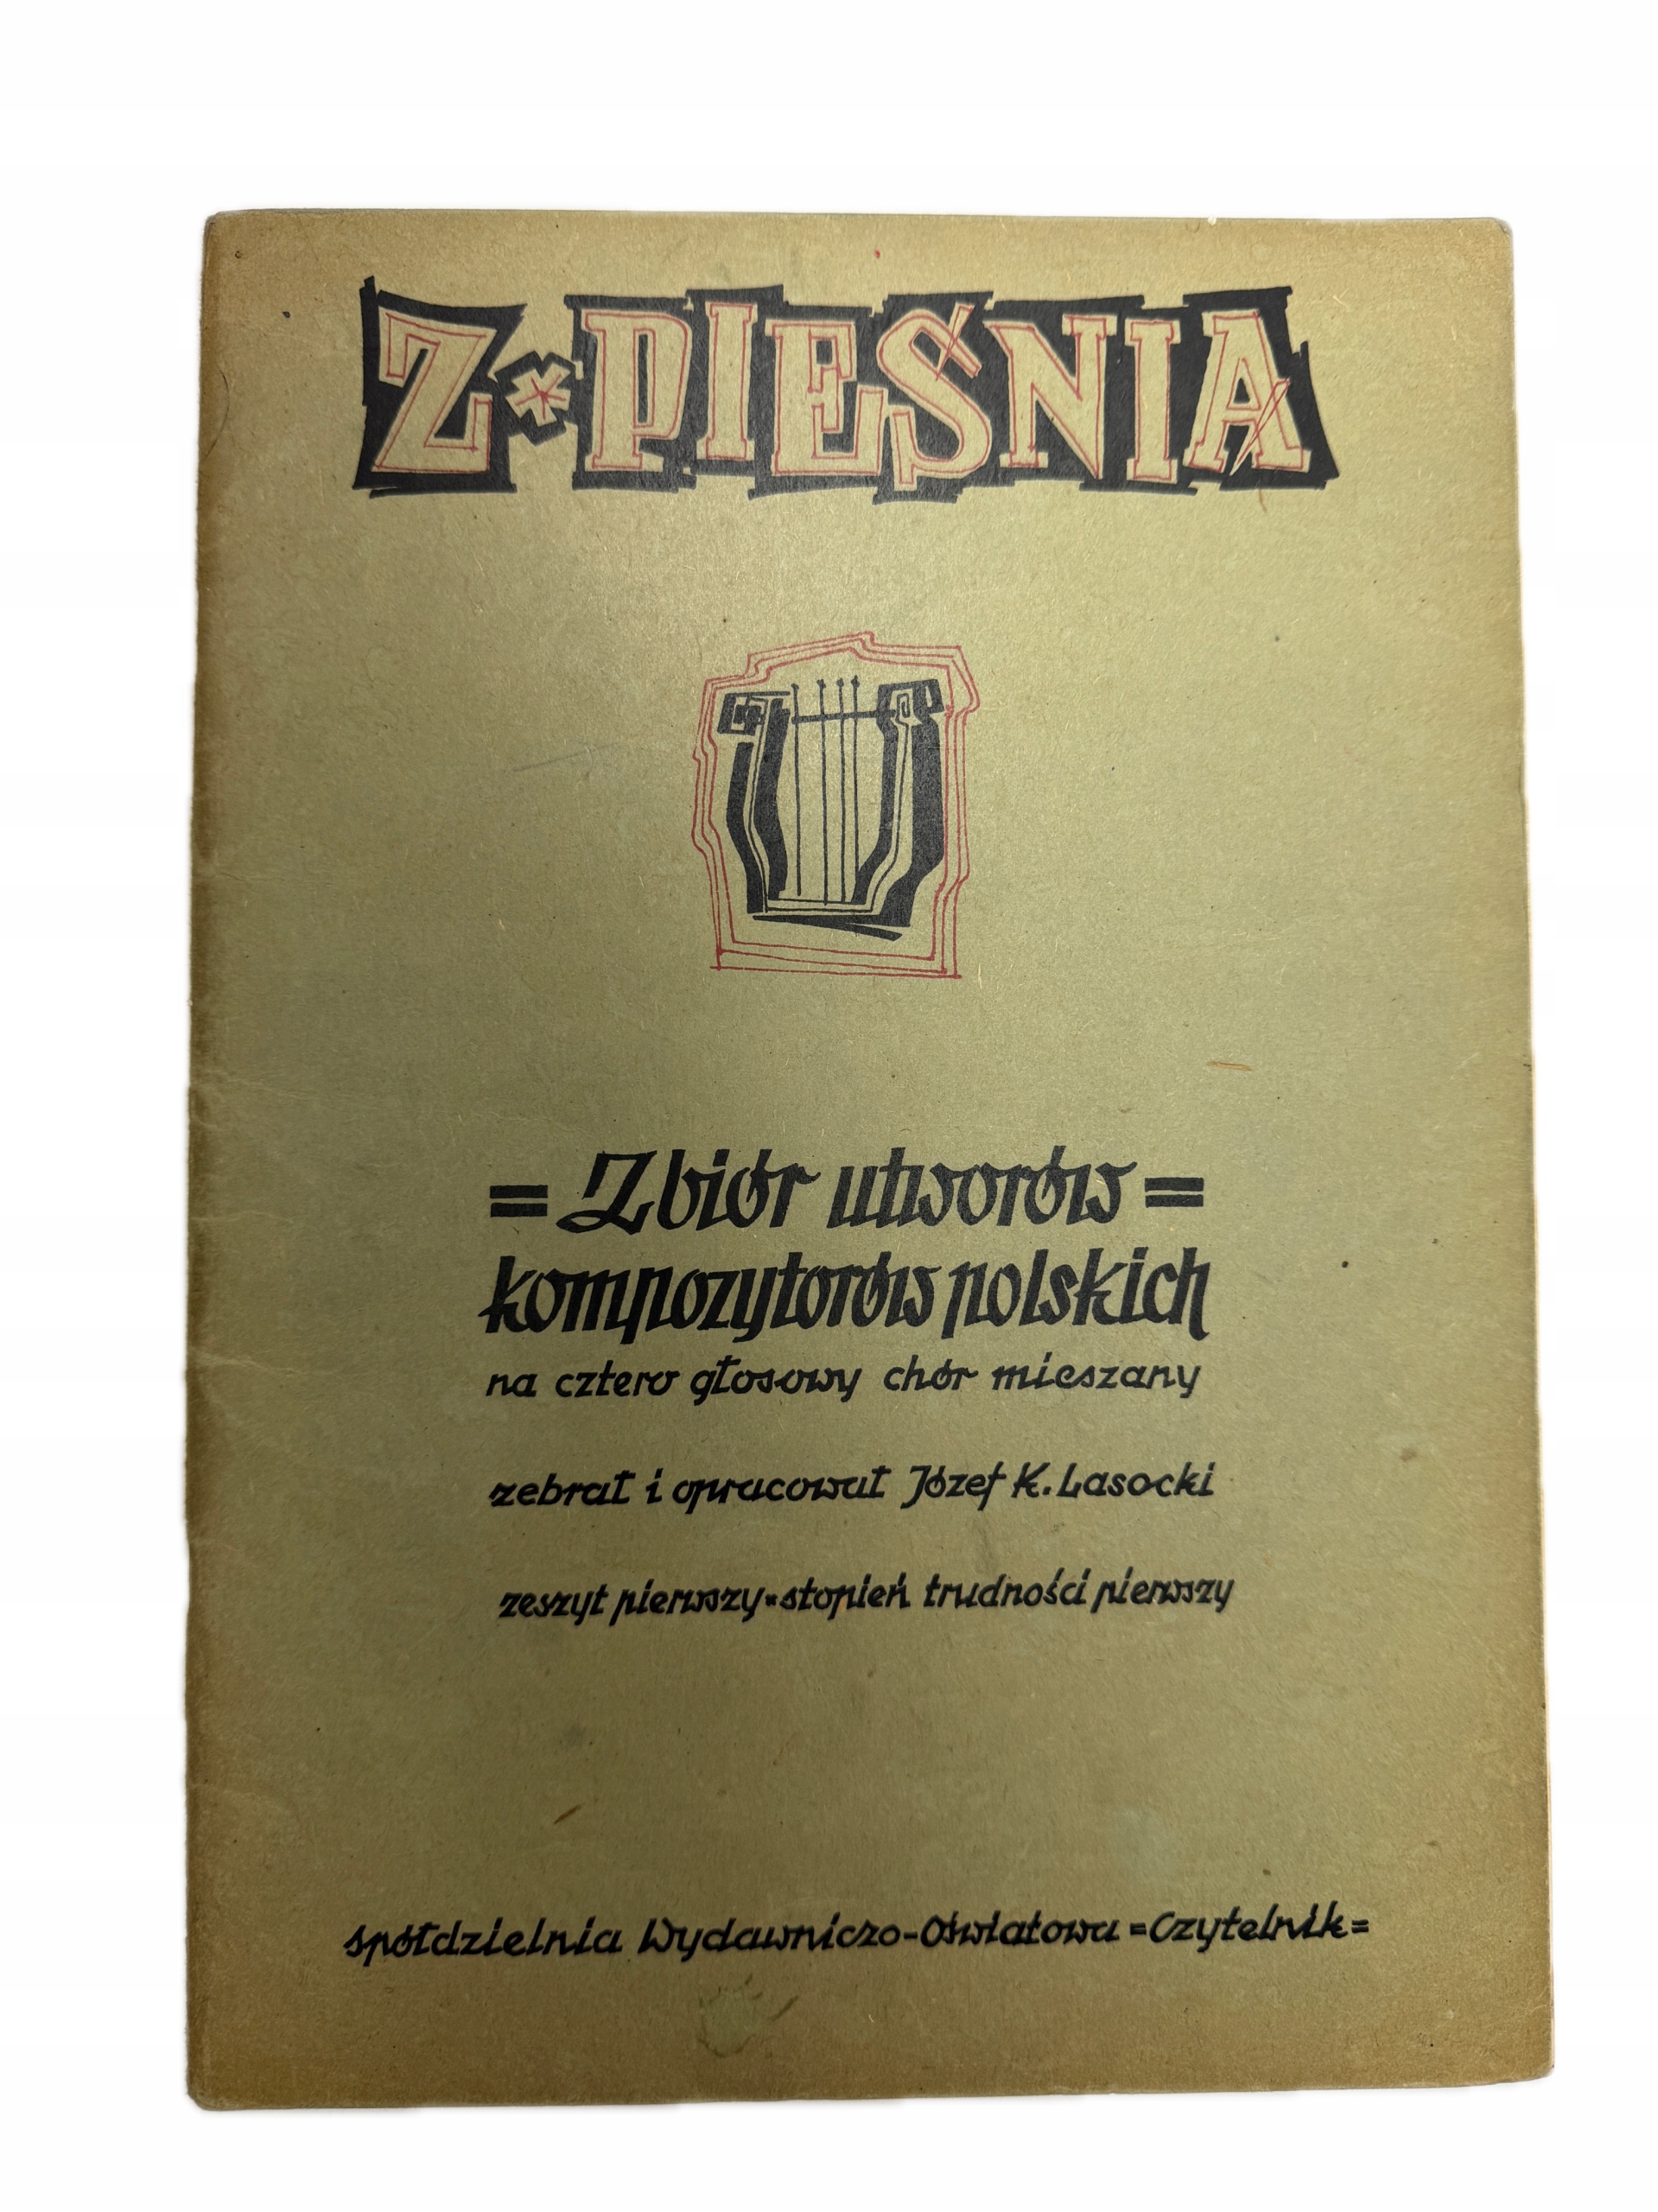 Z * PIEŚNIĄ
= Zbiór utworów =
kompozytorów polskich
na cztero głosowy chór mieszany
zebrał i opracował Józef K. Lasocki
zeszyt pierwszy * stopień trudności pierwszy
spółdzielnia Wydawniczo-Oświatowa =Czytelnik=